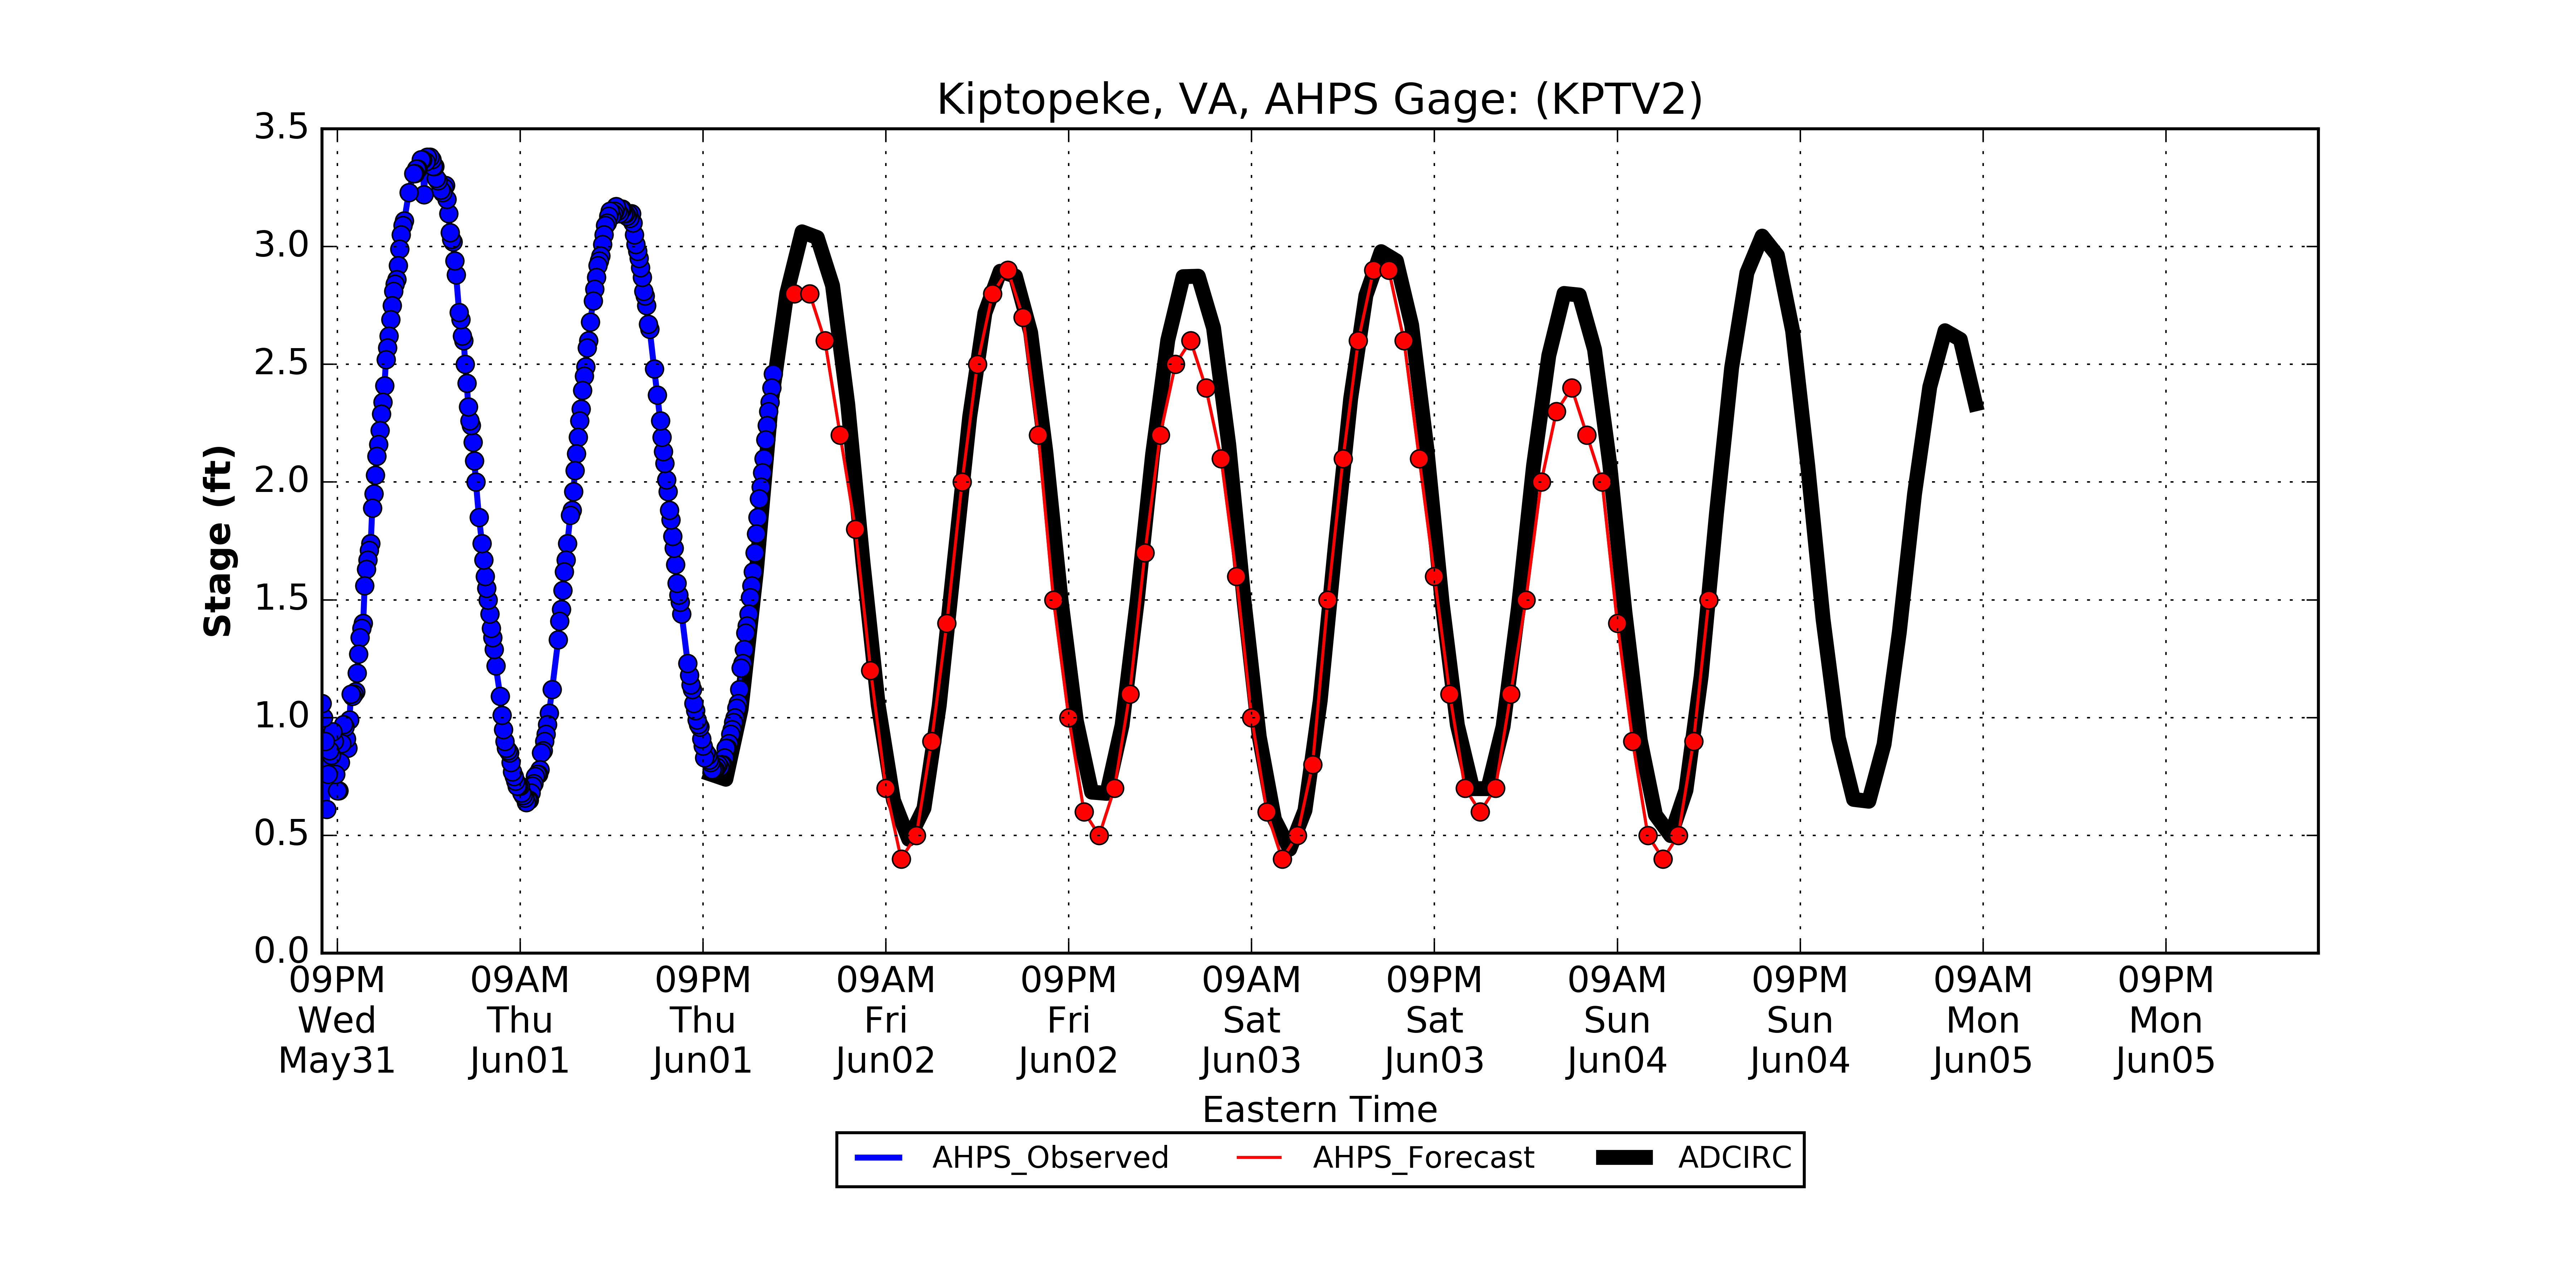 Kiptopeke, VA, AHPS Gage: (KPTV2)
Stage (ft)
3.5
3.0
2.5
2.0
1.5
1.0
0.5
0.0
09PM 09AM 09PM 09AM 09PM 09AM 09PM 09AM 09PM 09AM 09PM
Wed Thu Thu Fri Fri Sat Sat Sun Sun Mon Mon
May31 Jun01 Jun01 Jun02 Jun02 Jun03 Jun03 Jun04 Jun04 Jun05 Jun05
Eastern Time
AHPS_Observed AHPS_Forecast ADCIRC